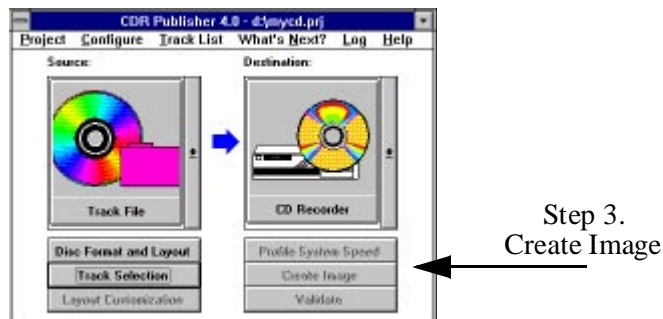 CDR Publisher 4.0 - d:\mycd.prj
Project Configure Track List What's Next? Log Help
Source: Destination:
Track File CD Recorder
Disc Format and Layout Profile System Speed
Track Selection Create Image
Layout Customization Validate
Step 3.
Create Image